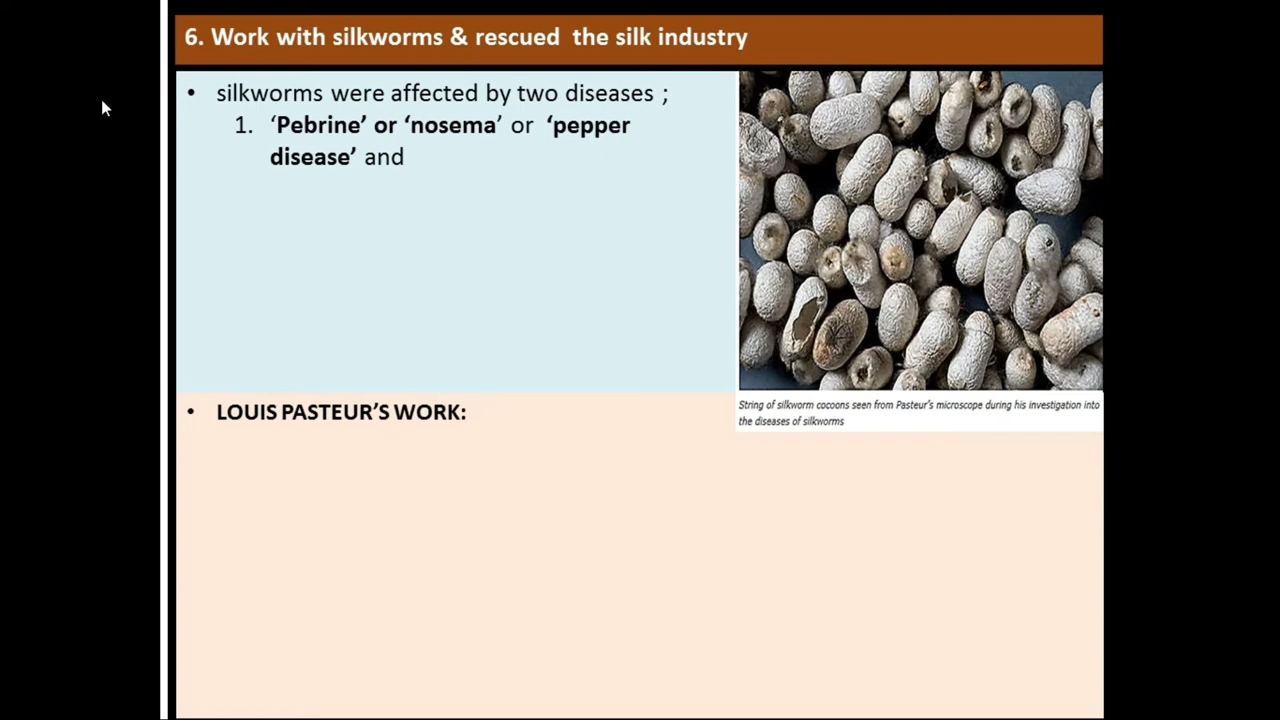 6. Work with silkworms & rescued  the silk industry
• silkworms were affected by two diseases ;
1. ‘Pebrine’ or ‘nosema’ or  ‘pepper
disease’ and
String of silkworm cocoons seen from Pasteur's microscope during his investigation into
the diseases of silkworms
• LOUIS PASTEUR’S WORK: